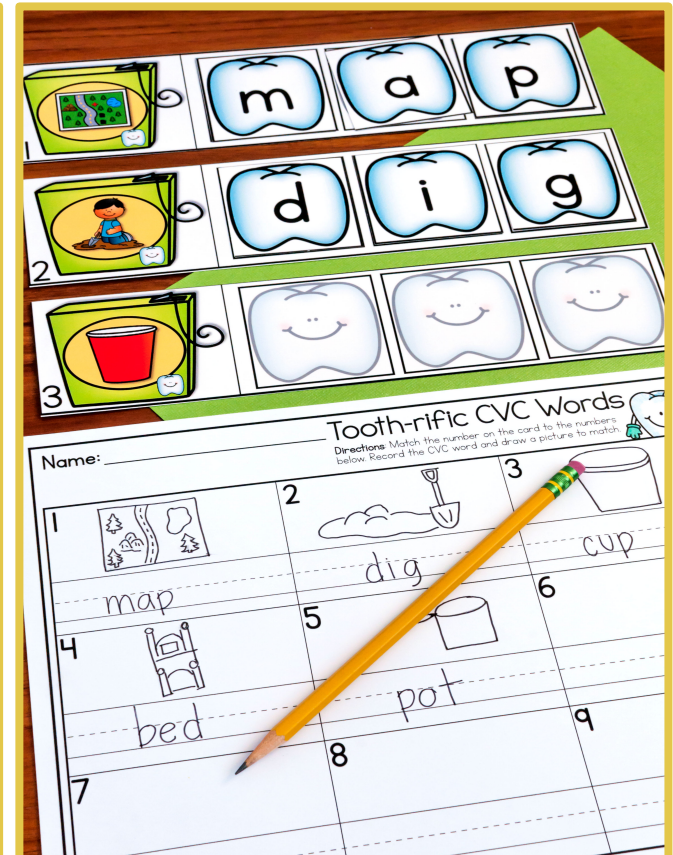 1 m a p
2 d i g
3
Tooth-rific CVC Words
Name:
Directions: Match the number on the card to the numbers
below. Record the CVC word and draw a picture to match.
1 2 3
map dig cup
4 5 6
bed pot
7 8 9